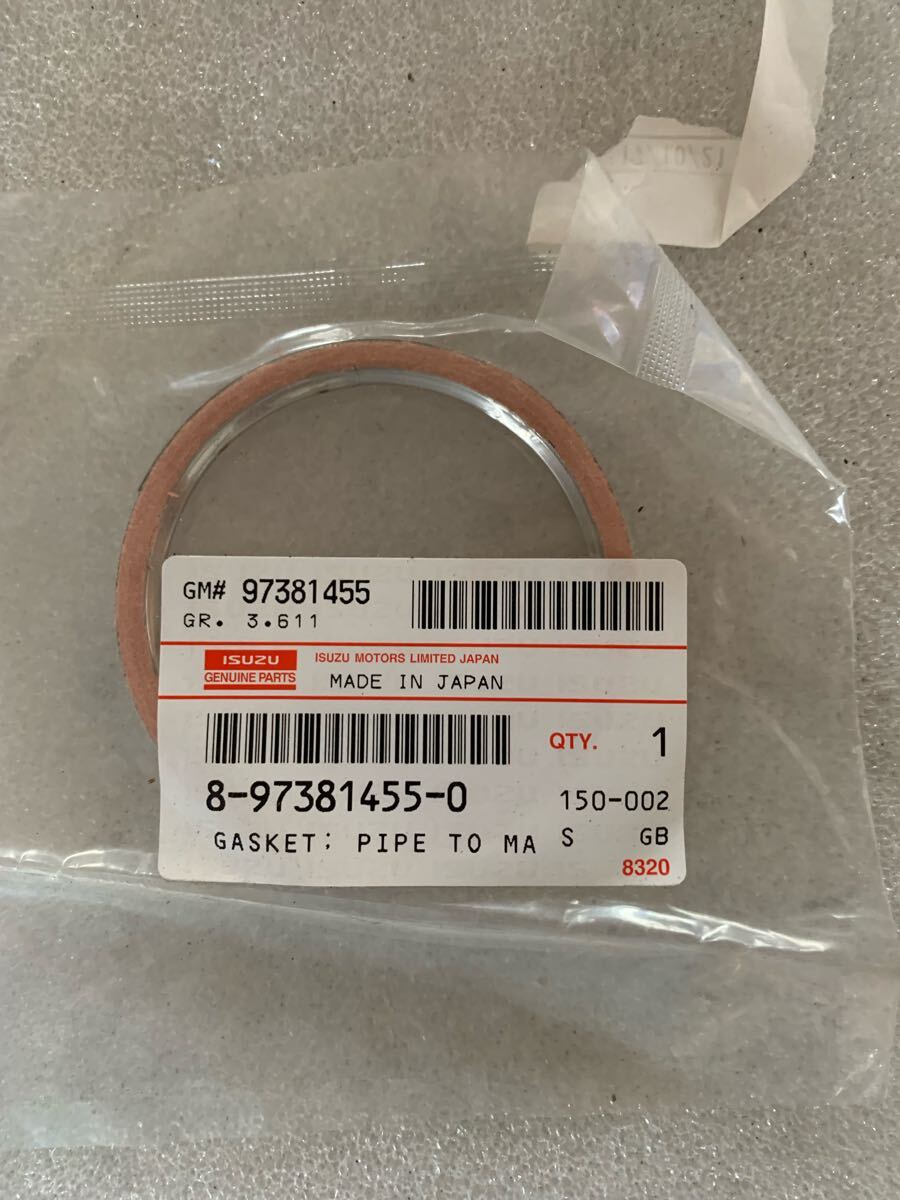 GM# 97381455
GR. 3.611
ISUZU
GENUINE PARTS
ISUZU MOTORS LIMITED JAPAN
MADE IN JAPAN
QTY. 1
8-97381455-0
150-002
GASKET; PIPE TO MA
S GB
8320